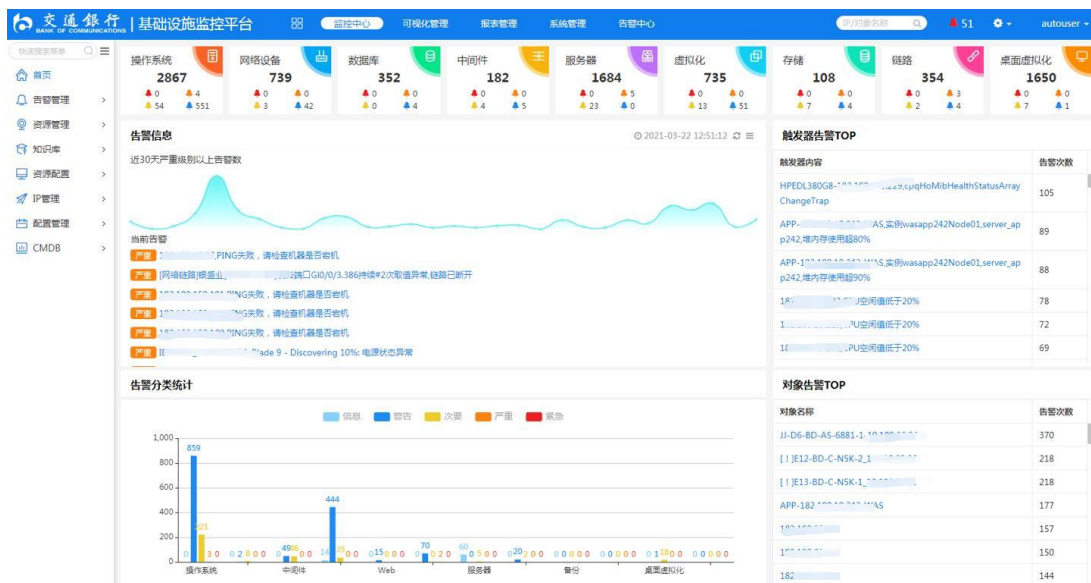 交通银行
BANK OF COMMUNICATIONS
基础设施监控平台
监控中心 可视化管理 报表管理 系统管理 告警中心
IP/对象名称
51
autouser
快速搜索菜单
首页
告警管理
资源管理
知识库
资源配置
IP管理
配置管理
CMDB
操作系统 网络设备 数据库 中间件 服务器 虚拟化 存储 链路 桌面虚拟化
2867 739 352 182 1684 735 108 354 1650
0 4 0 0 0 0 0 0 0 5 0 0 0 0 0 3 0 0
54 551 3 42 0 4 4 5 23 0 13 51 7 4 2 4 7 1
告警信息
2021-03-22 12:51:12
近30天严重级别以上告警数
当前告警
严重 PING失败，请检查机器是否宕机
严重 [网络链路] 端口GI0/0/3.386持续#2次取值异常,链路已断开
严重 PING失败，请检查机器是否宕机
严重 PING失败，请检查机器是否宕机
严重 PING失败，请检查机器是否宕机
严重 Blade 9 - Discovering 10%: 电源状态异常
触发器告警TOP
触发器内容 告警次数
HPEDL380G8- cpqHoMibHealthStatusArray
ChangeTrap
105
APP- AS,实例wasapp242Node01,server_ap
p242,堆内存使用超80%
89
APP- 实例wasapp242Node01,server_ap
p242,堆内存使用超90%
88
CPU空闲值低于20% 78
CPU空闲值低于20% 72
CPU空闲值低于20% 69
告警分类统计
信息 警告 次要 严重 紧急
1,000
800
600
400
200
0
859
444
70
60
15
20
操作系统 中间件 Web 服务器 备份 桌面虚拟化
对象告警TOP
对象名称 告警次数
JJ-D6-BD-AS-6881-1- 370
[ ! ]E12-BD-C-N5K-2_ 218
[ ! ]E13-BD-C-N5K-1_ 218
APP-182 177
157
150
182 144